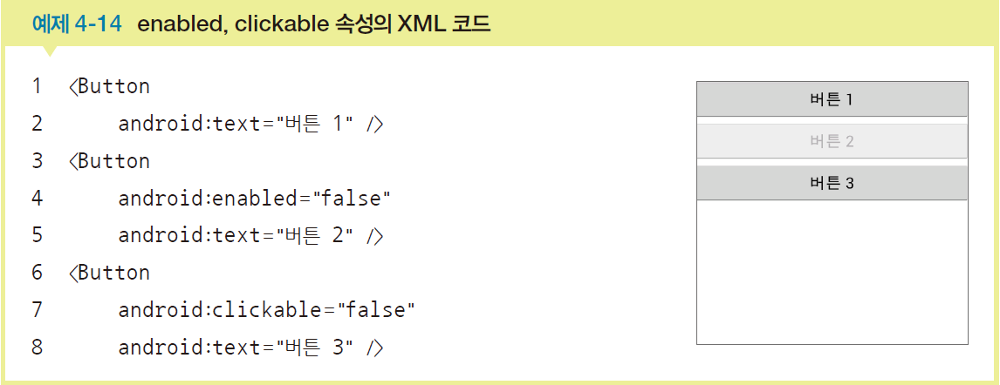 예제 4-14 enabled, clickable 속성의 XML 코드
1 <Button
2 android:text="버튼 1" />
3 <Button
4 android:enabled="false"
5 android:text="버튼 2" />
6 <Button
7 android:clickable="false"
8 android:text="버튼 3" />
버튼 1
버튼 2
버튼 3